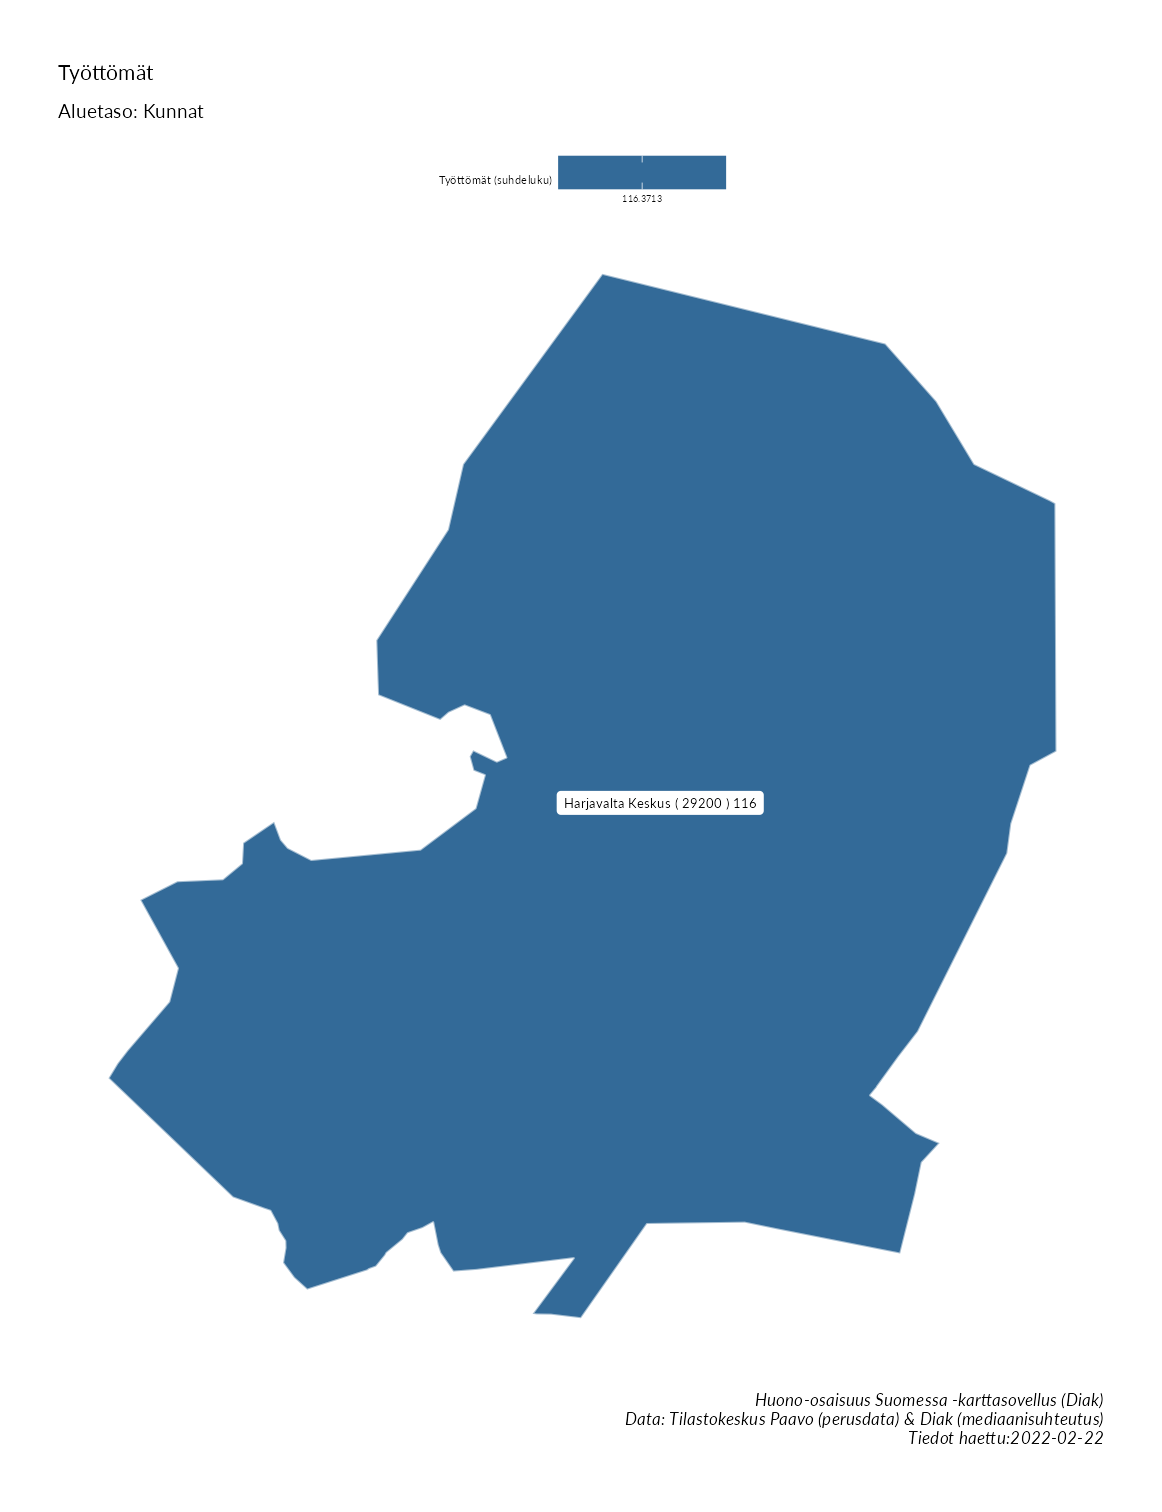 Työttömät
Aluetaso: Kunnat
Työttömät (suhdeluku)
116.3713
Harjavalta Keskus ( 29200 ) 116
Huono-osaisuus Suomessa -karttasovellus (Diak)
Data: Tilastokeskus Paavo (perusdata) & Diak (mediaanisuhteutus)
Tiedot haettu:2022-02-22